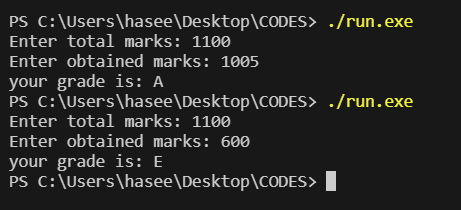 PS C:\Users\hasee\Desktop\CODES> ./run.exe
Enter total marks: 1100
Enter obtained marks: 1005
your grade is: A
PS C:\Users\hasee\Desktop\CODES> ./run.exe
Enter total marks: 1100
Enter obtained marks: 600
your grade is: E
PS C:\Users\hasee\Desktop\CODES>